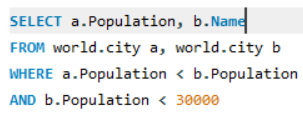 SELECT a.Population, b.Name
FROM world.city a, world.city b
WHERE a.Population < b.Population
AND b.Population < 30000